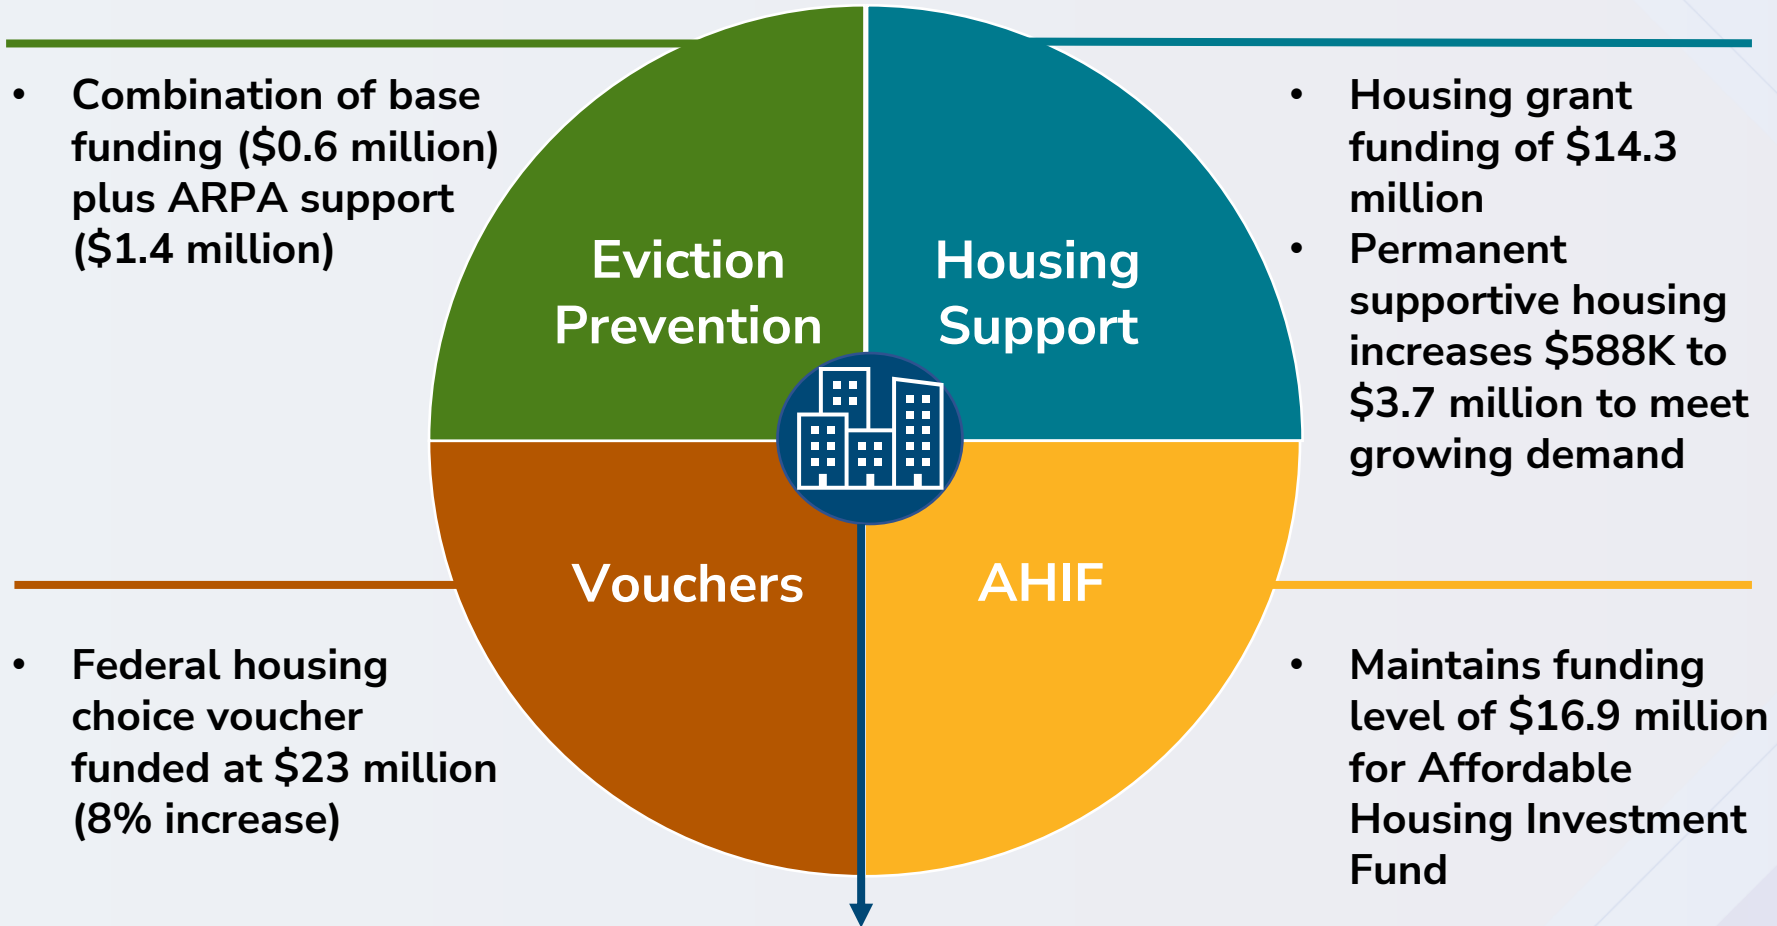 • Combination of base
funding ($0.6 million)
plus ARPA support
($1.4 million)
Eviction
Prevention
Housing
Support
• Housing grant
funding of $14.3
million
• Permanent
supportive housing
increases $588K to
$3.7 million to meet
growing demand
Vouchers
AHIF
• Federal housing
choice voucher
funded at $23 million
(8% increase)
• Maintains funding
level of $16.9 million
for Affordable
Housing Investment
Fund